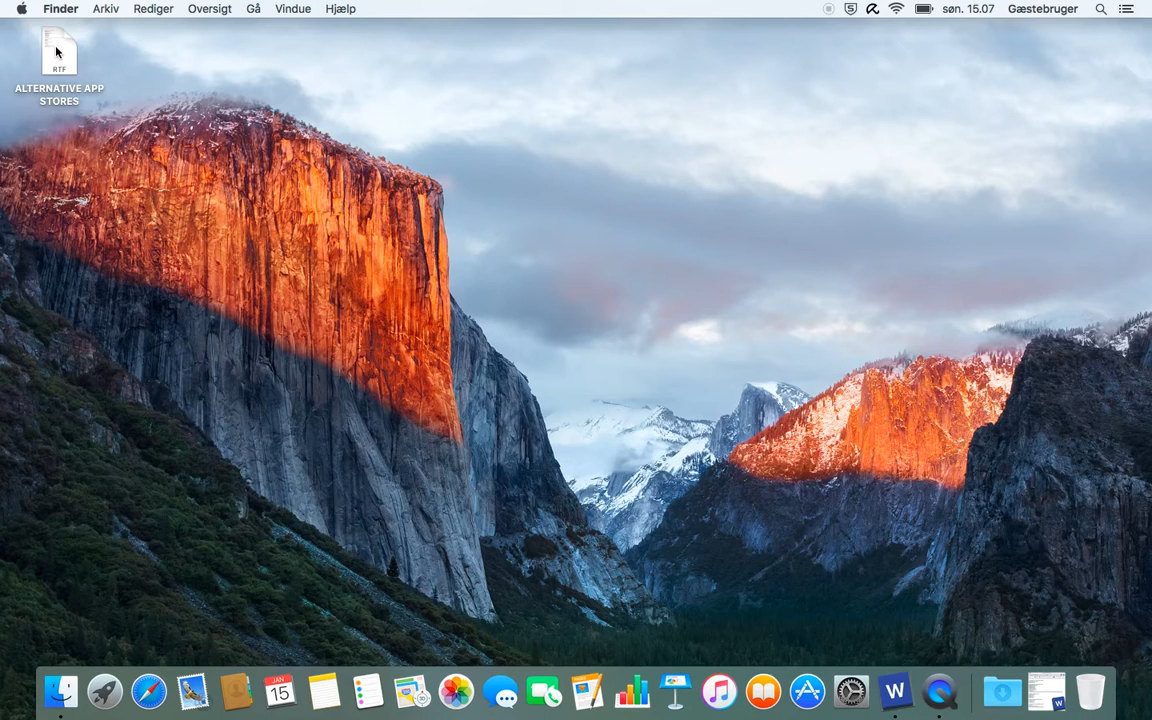 Finder Arkiv Rediger Oversigt Gå Vindue Hjælp søn. 15.07 Gæstebruger
RTF
ALTERNATIVE APP
STORES
JAN
15
W
W